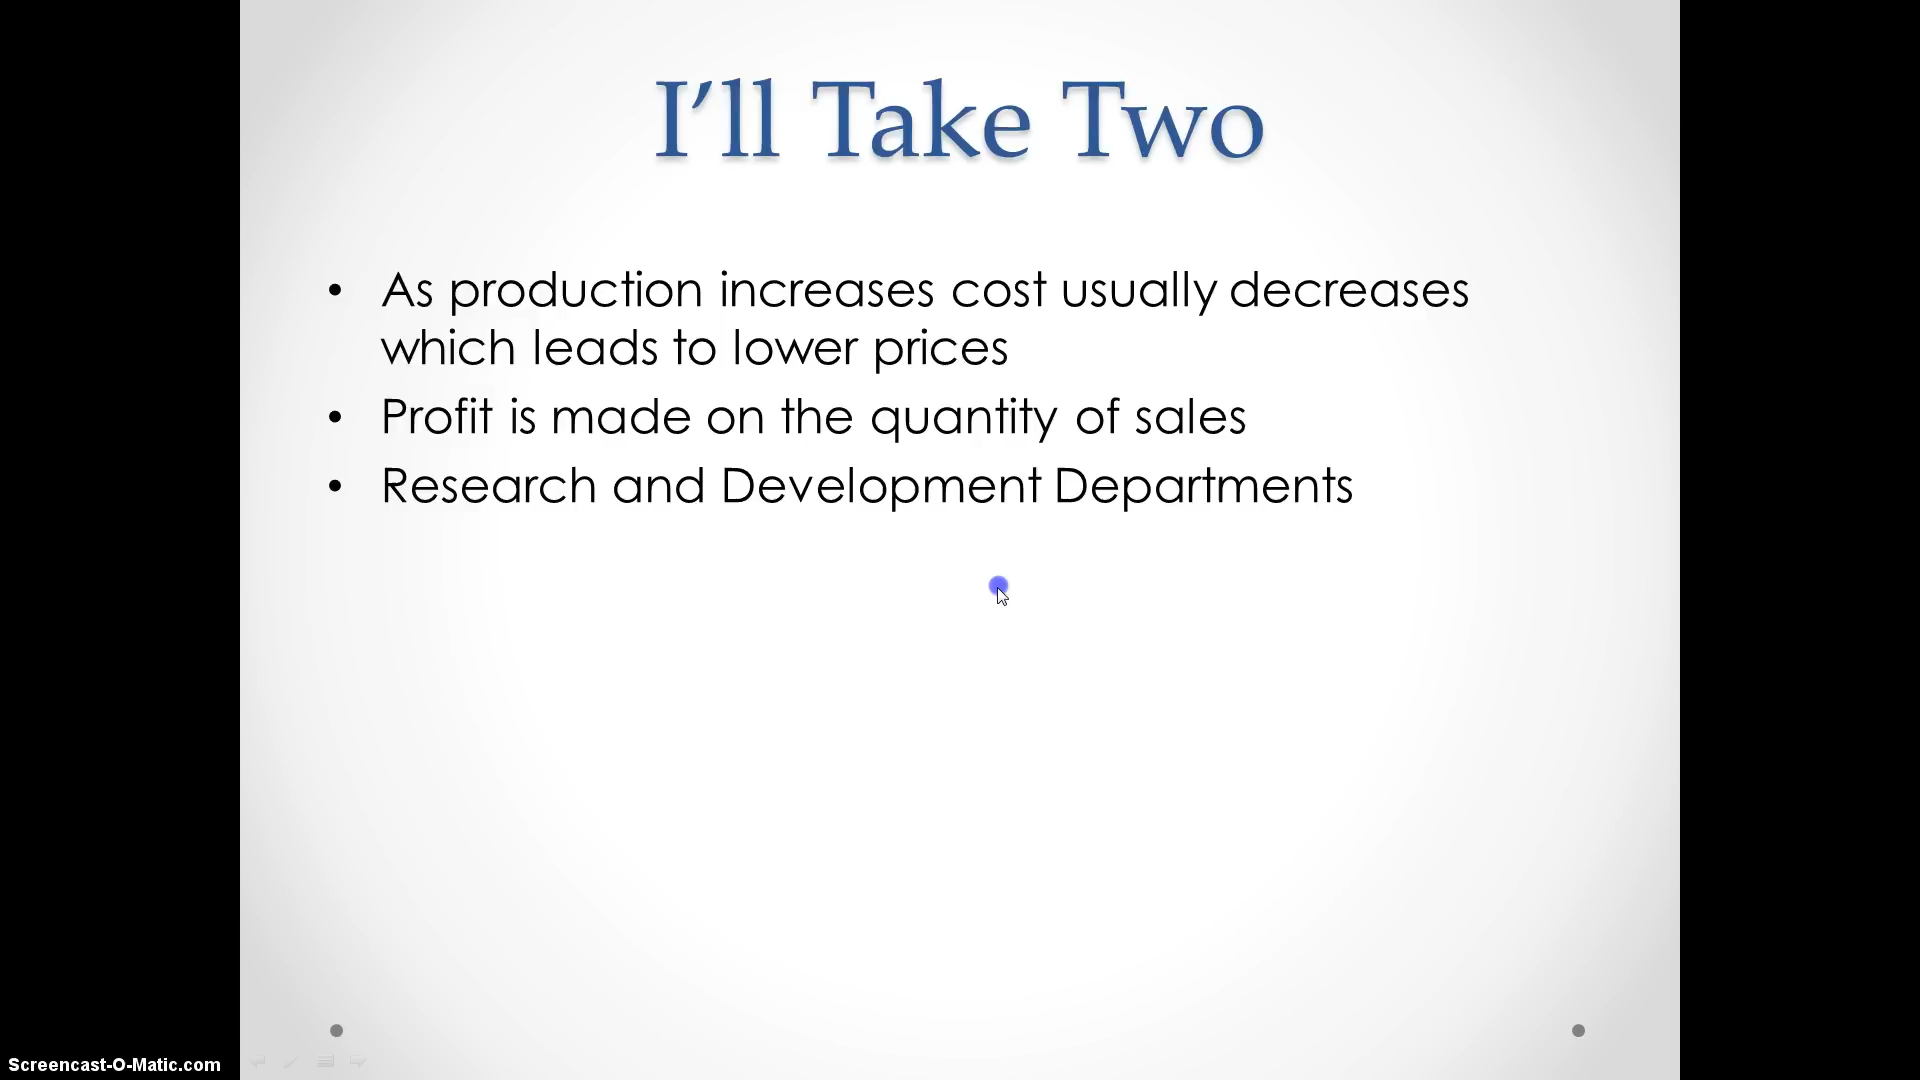 I’ll Take Two
• As production increases cost usually decreases
which leads to lower prices
• Profit is made on the quantity of sales
• Research and Development Departments
Screencast-O-Matic.com